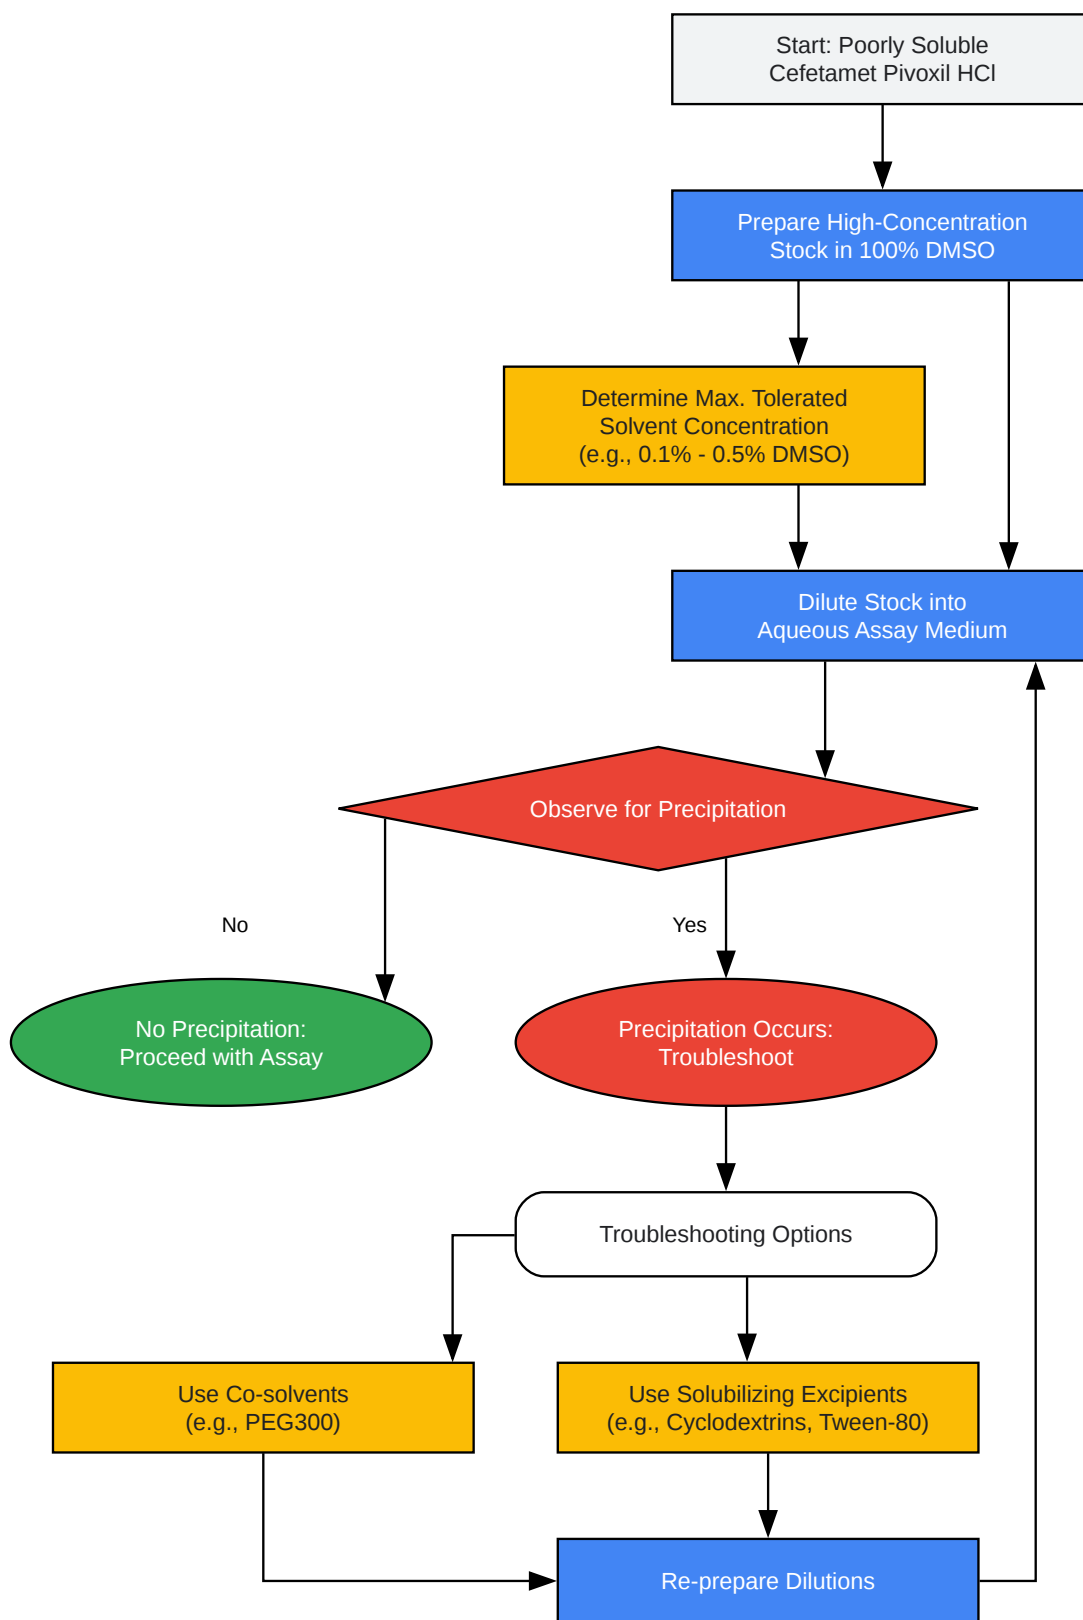 Start: Poorly Soluble
Cefetamet Pivoxil HCl
Prepare High-Concentration
Stock in 100% DMSO
Determine Max. Tolerated
Solvent Concentration
(e.g., 0.1% - 0.5% DMSO)
Dilute Stock into
Aqueous Assay Medium
Observe for Precipitation
No
Yes
No Precipitation:
Proceed with Assay
Precipitation Occurs:
Troubleshoot
Troubleshooting Options
Use Co-solvents
(e.g., PEG300)
Use Solubilizing Excipients
(e.g., Cyclodextrins, Tween-80)
Re-prepare Dilutions